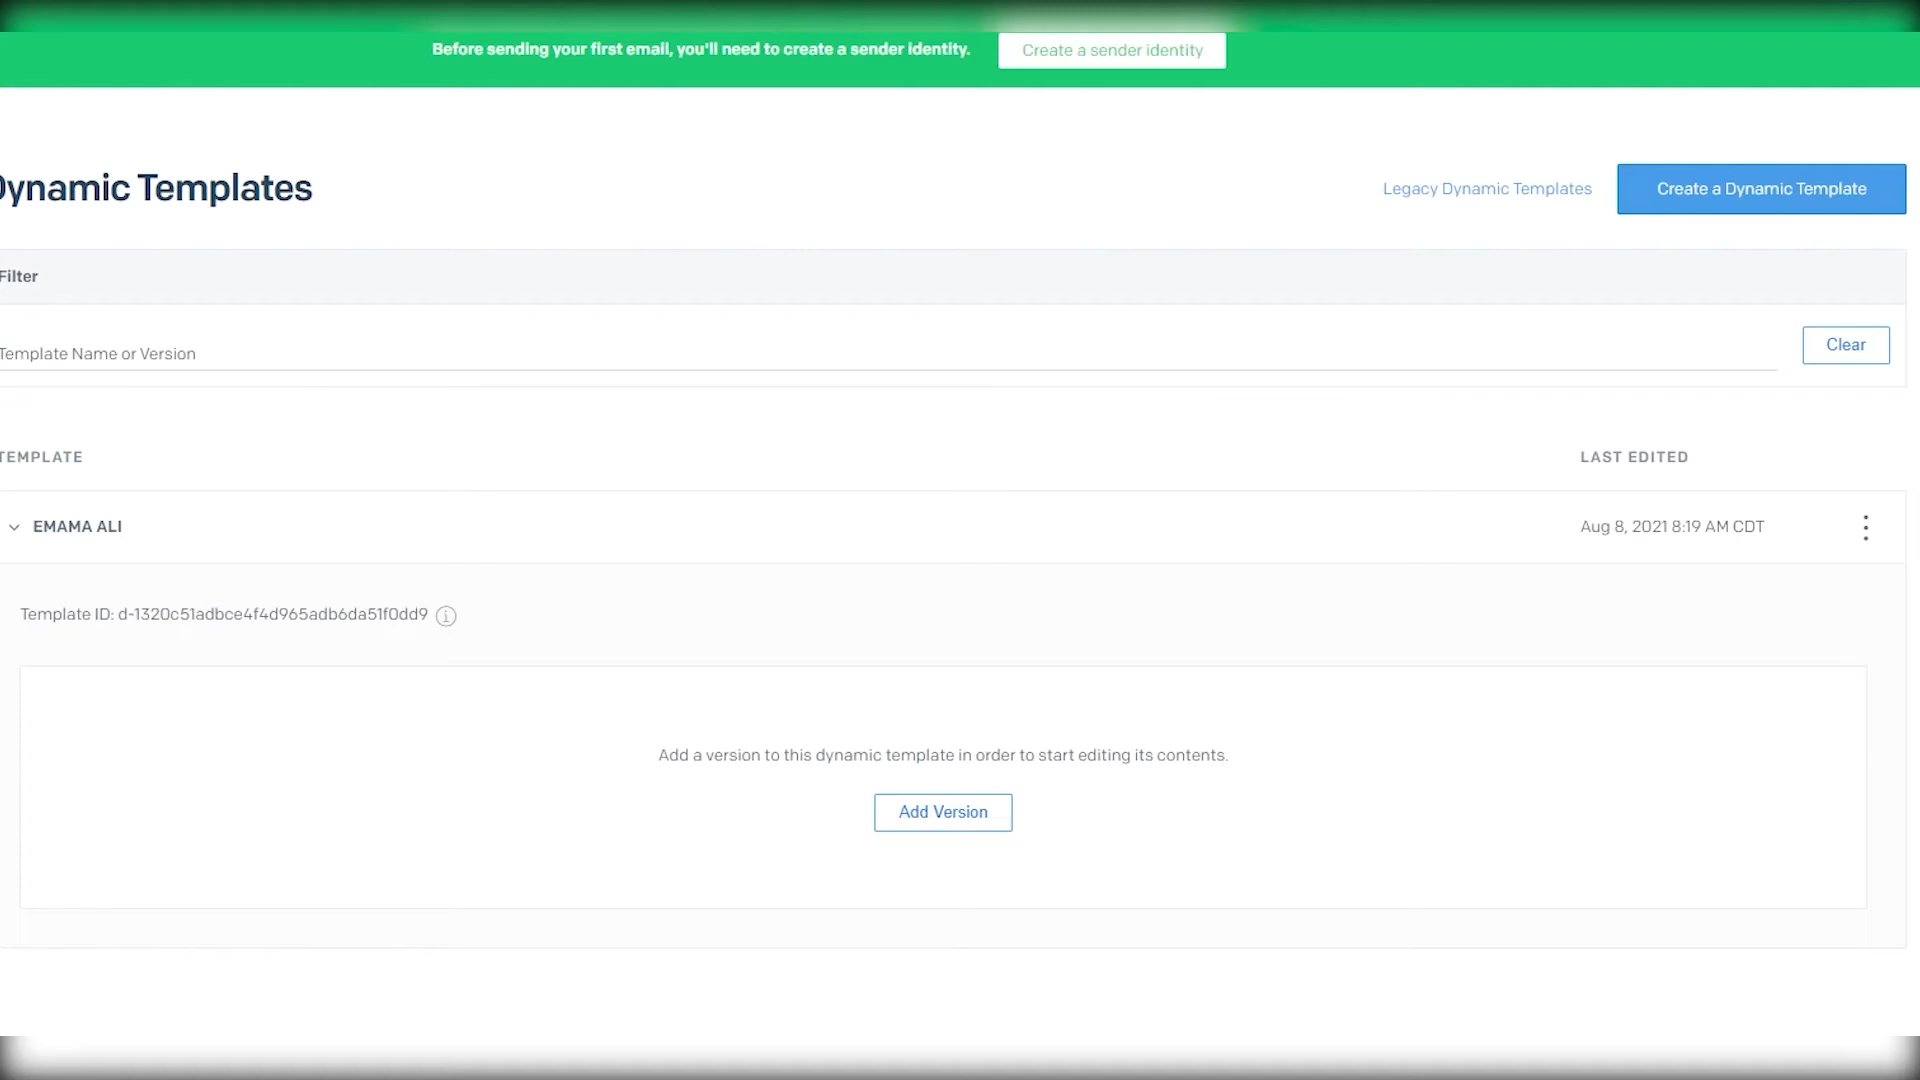 Before sending your first email, you'll need to create a sender identity.
Create a sender identity
Dynamic Templates
Legacy Dynamic Templates
Create a Dynamic Template
Filter
Template Name or Version
Clear
TEMPLATE
LAST EDITED
EMAMA ALI
Aug 8, 2021 8:19 AM CDT
Template ID: d-1320c51adbce4f4d965adb6da51f0dd9
Add a version to this dynamic template in order to start editing its contents.
Add Version